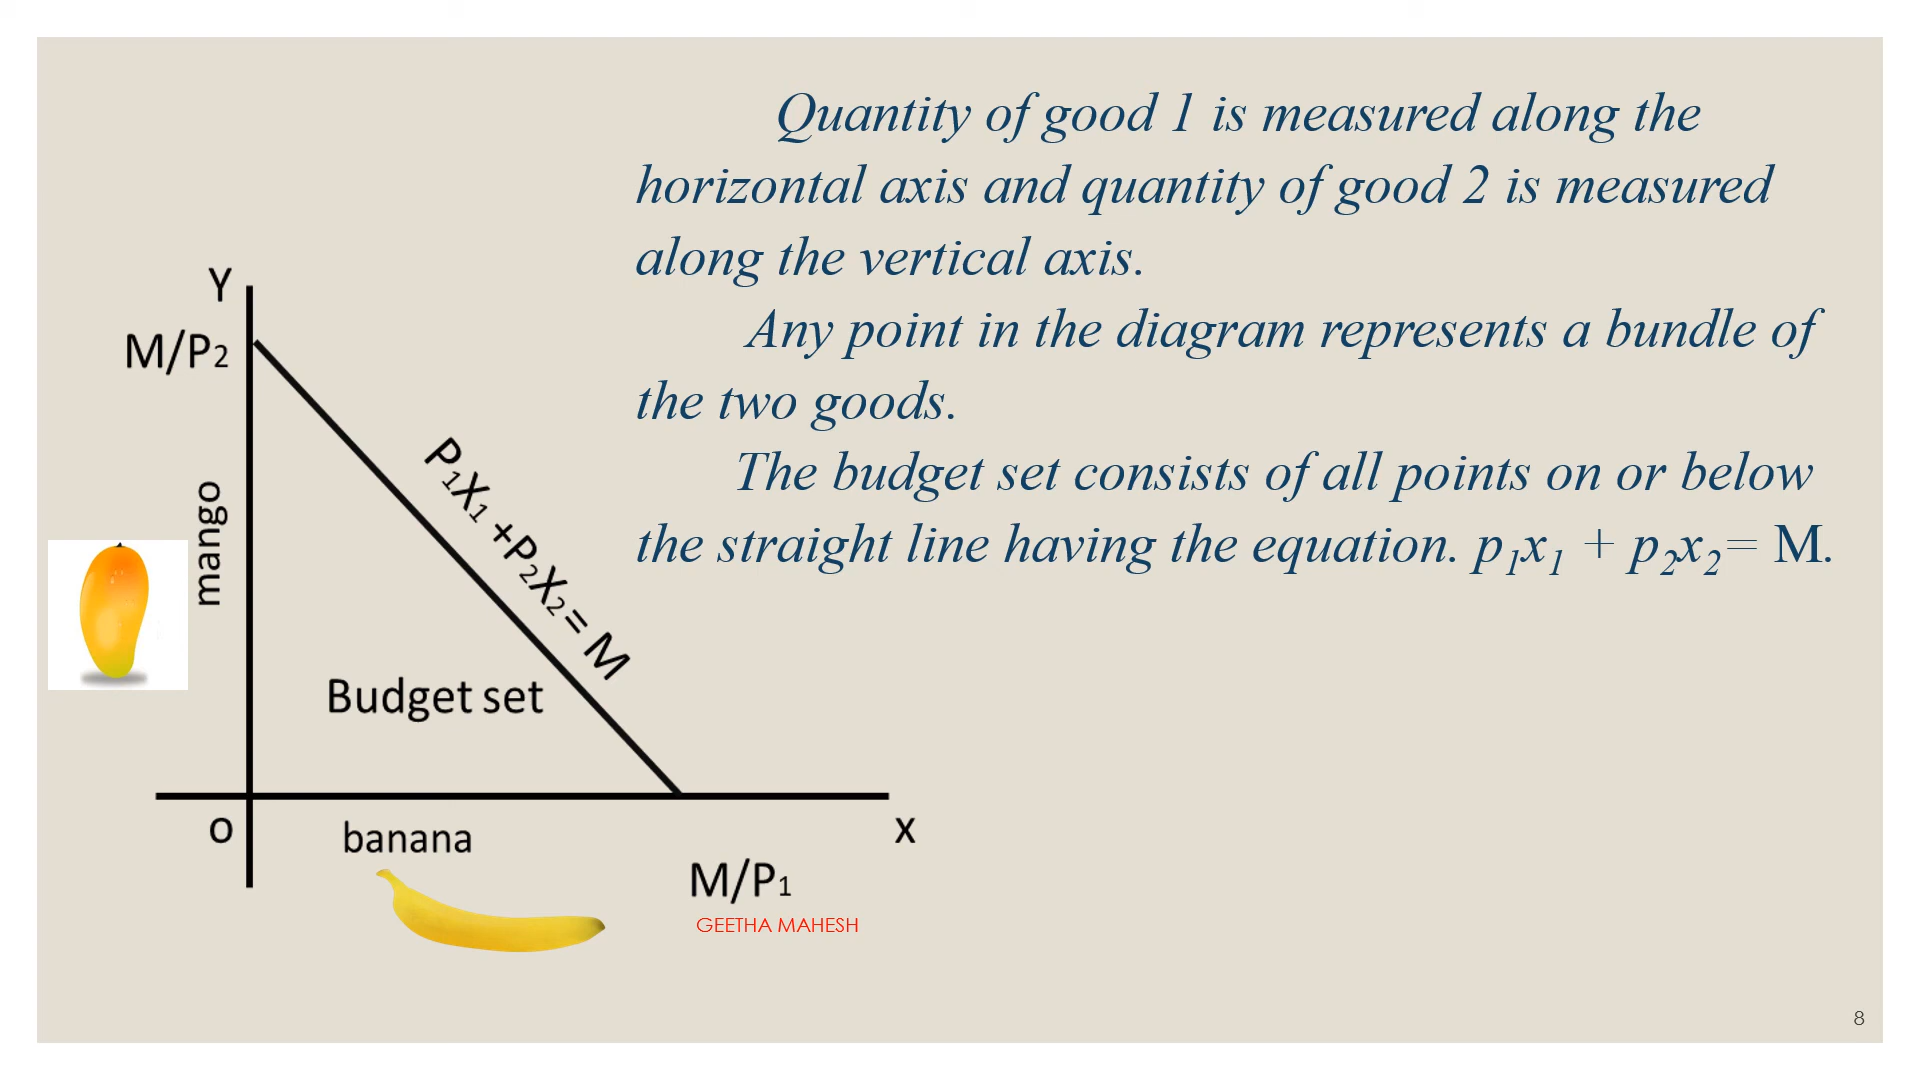 Quantity of good 1 is measured along the
horizontal axis and quantity of good 2 is measured
along the vertical axis.
Any point in the diagram represents a bundle of
the two goods.
The budget set consists of all points on or below
the straight line having the equation. p₁x₁ + p₂x₂= M.
Y
M/P₂
mango
P₁X₁ +P₂X₂= M
Budget set
O
banana
X
M/P₁
GEETHA MAHESH
8